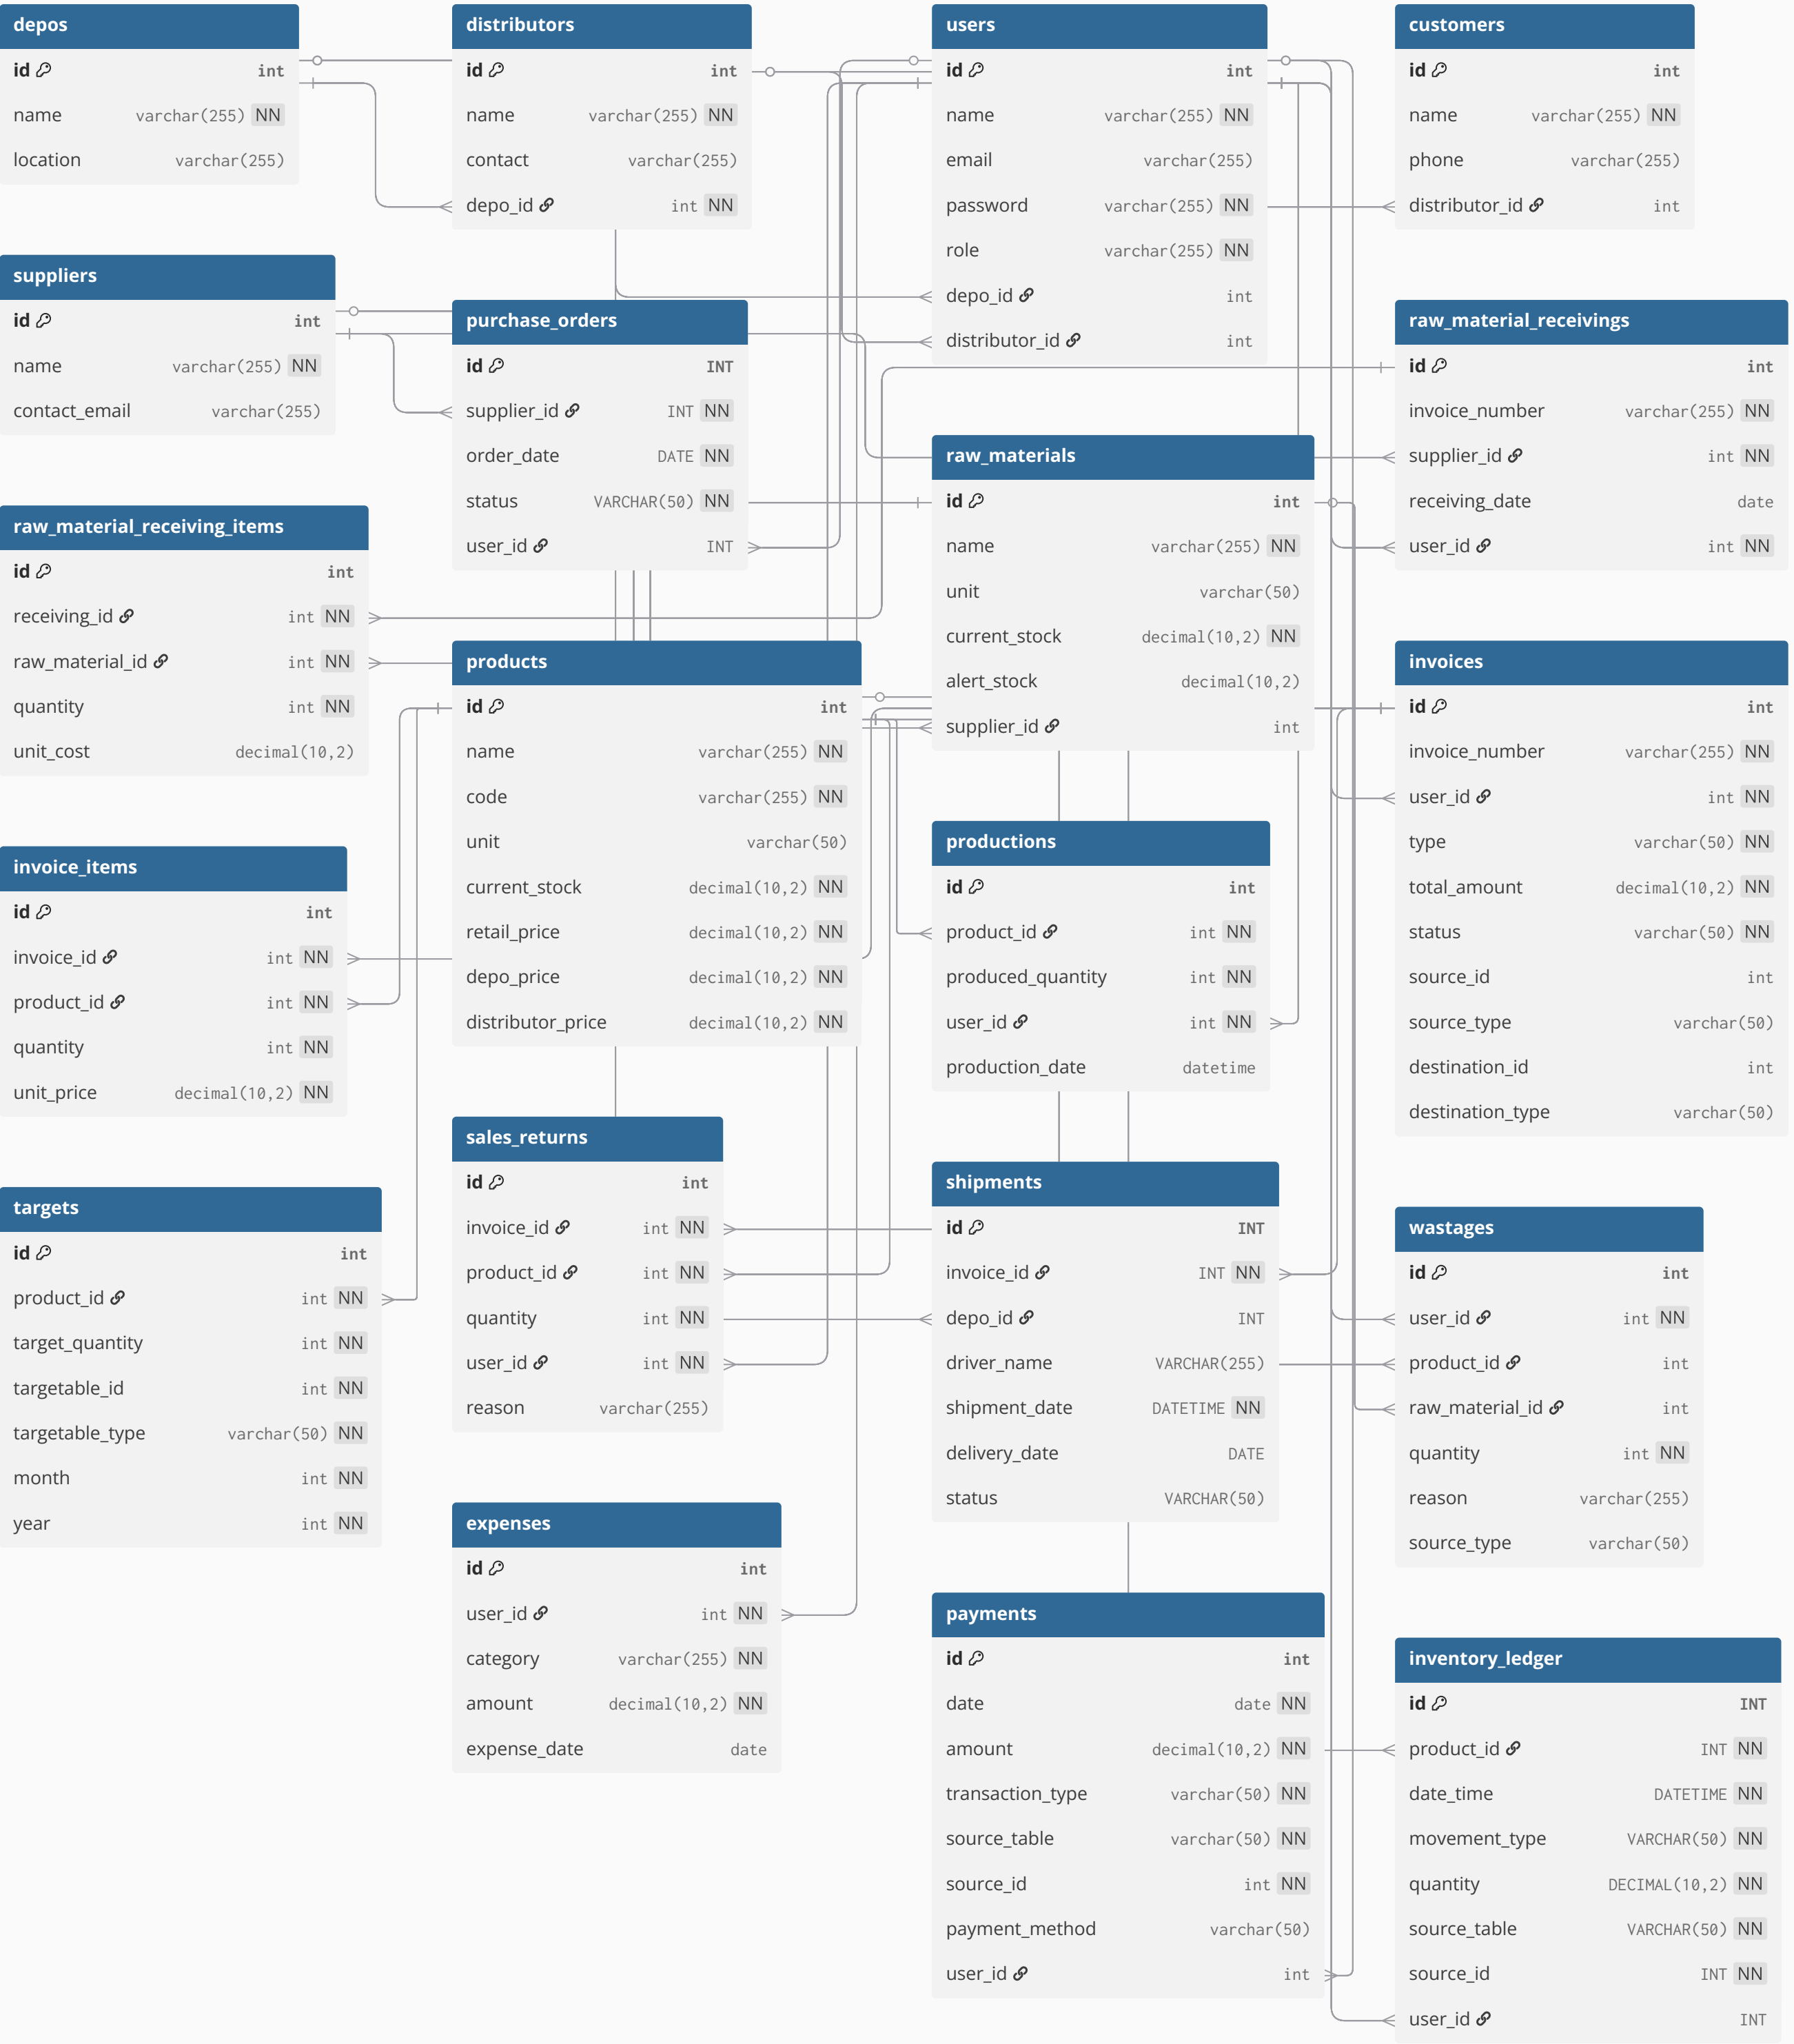 depos
id int
name varchar(255) NN
location varchar(255)
distributors
id int
name varchar(255) NN
contact varchar(255)
depo_id int NN
users
id int
name varchar(255) NN
email varchar(255)
password varchar(255) NN
role varchar(255) NN
depo_id int
distributor_id int
customers
id int
name varchar(255) NN
phone varchar(255)
distributor_id int
suppliers
id int
name varchar(255) NN
contact_email varchar(255)
purchase_orders
id INT
supplier_id INT NN
order_date DATE NN
status VARCHAR(50) NN
user_id INT
raw_material_receivings
id int
invoice_number varchar(255) NN
supplier_id int NN
receiving_date date
user_id int NN
raw_materials
id int
name varchar(255) NN
unit varchar(50)
current_stock decimal(10,2) NN
alert_stock decimal(10,2)
supplier_id int
raw_material_receiving_items
id int
receiving_id int NN
raw_material_id int NN
quantity int NN
unit_cost decimal(10,2)
products
id int
name varchar(255) NN
code varchar(255) NN
unit varchar(50)
current_stock decimal(10,2) NN
retail_price decimal(10,2) NN
depo_price decimal(10,2) NN
distributor_price decimal(10,2) NN
invoices
id int
invoice_number varchar(255) NN
user_id int NN
type varchar(50) NN
total_amount decimal(10,2) NN
status varchar(50) NN
source_id int
source_type varchar(50)
destination_id int
destination_type varchar(50)
productions
id int
product_id int NN
produced_quantity int NN
user_id int NN
production_date datetime
invoice_items
id int
invoice_id int NN
product_id int NN
quantity int NN
unit_price decimal(10,2) NN
sales_returns
id int
invoice_id int NN
product_id int NN
quantity int NN
user_id int NN
reason varchar(255)
shipments
id INT
invoice_id INT NN
depo_id INT
driver_name VARCHAR(255)
shipment_date DATETIME NN
delivery_date DATE
status VARCHAR(50)
targets
id int
product_id int NN
target_quantity int NN
targetable_id int NN
targetable_type varchar(50) NN
month int NN
year int NN
wastages
id int
user_id int NN
product_id int
raw_material_id int
quantity int NN
reason varchar(255)
source_type varchar(50)
expenses
id int
user_id int NN
category varchar(255) NN
amount decimal(10,2) NN
expense_date date
payments
id int
date date NN
amount decimal(10,2) NN
transaction_type varchar(50) NN
source_table varchar(50) NN
source_id int NN
payment_method varchar(50)
user_id int
inventory_ledger
id INT
product_id INT NN
date_time DATETIME NN
movement_type VARCHAR(50) NN
quantity DECIMAL(10,2) NN
source_table VARCHAR(50) NN
source_id INT NN
user_id INT